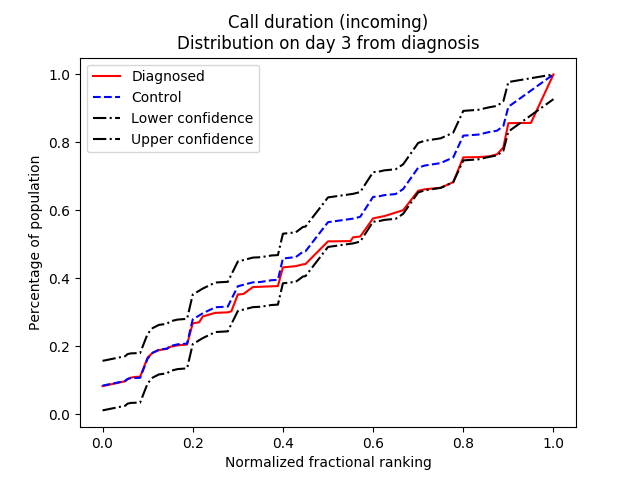 Call duration (incoming)
Distribution on day 3 from diagnosis
Diagnosed
Control
Lower confidence
Upper confidence
Percentage of population
1.0
0.8
0.6
0.4
0.2
0.0
0.0 0.2 0.4 0.6 0.8 1.0
Normalized fractional ranking